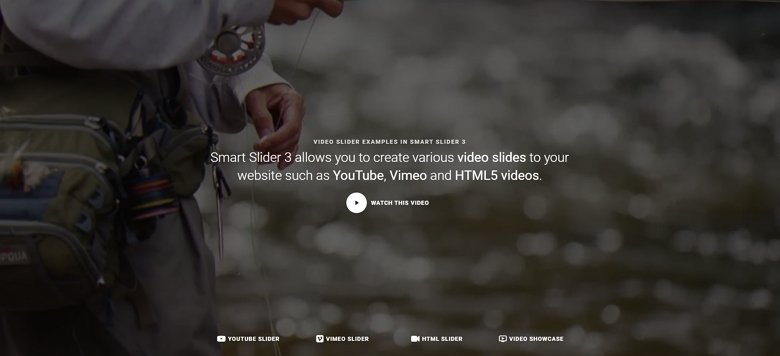 VIDEO SLIDER EXAMPLES IN SMART SLIDER 3
Smart Slider 3 allows you to create various video slides to your
website such as YouTube, Vimeo and HTML5 videos.
WATCH THIS VIDEO
YOUTUBE SLIDER
VIMEO SLIDER
HTML SLIDER
VIDEO SHOWCASE